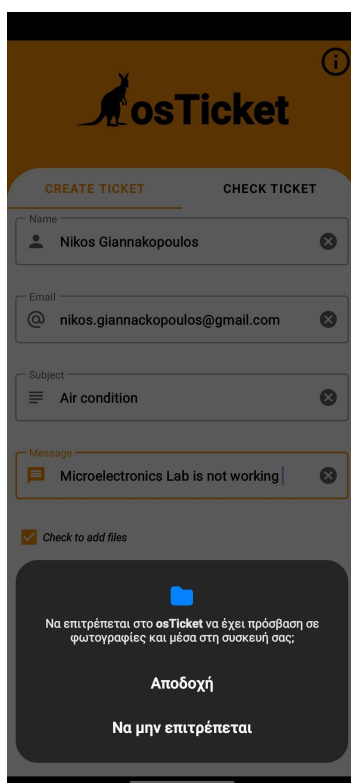 osTicket
CREATE TICKET CHECK TICKET
Name
Nikos Giannakopoulos
Email
nikos.giannackopoulos@gmail.com
Subject
Air condition
Message
Microelectronics Lab is not working
Check to add files
Να επιτρέπεται στο osTicket να έχει πρόσβαση σε
φωτογραφίες και μέσα στη συσκευή σας;
Αποδοχή
Να μην επιτρέπεται